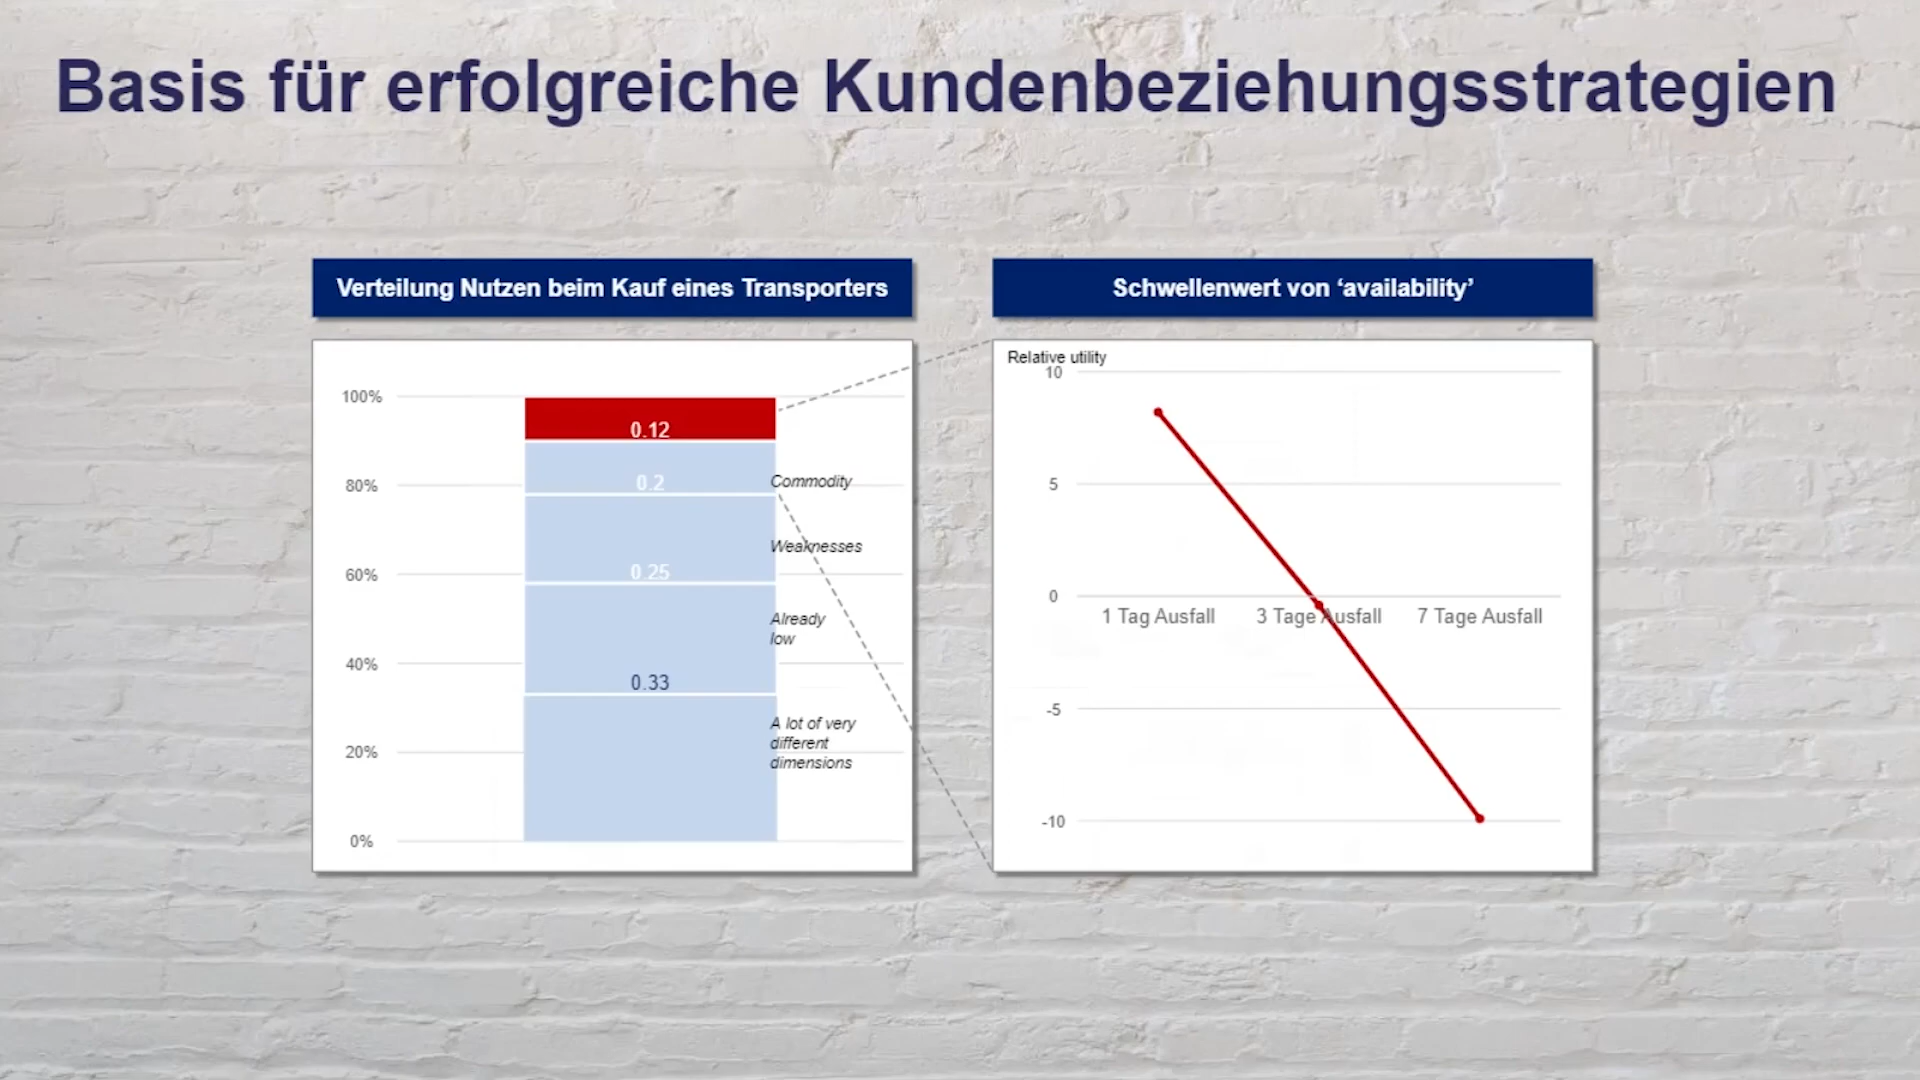 Basis für erfolgreiche Kundenbeziehungsstrategien
Verteilung Nutzen beim Kauf eines Transporters
100%
80%
60%
40%
20%
0%
0.12
0.2
0.25
0.33
Commodity
Weaknesses
Already
low
A lot of very
different
dimensions
Schwellenwert von ‘availability’
Relative utility
10
5
0
-5
-10
1 Tag Ausfall
3 Tage Ausfall
7 Tage Ausfall